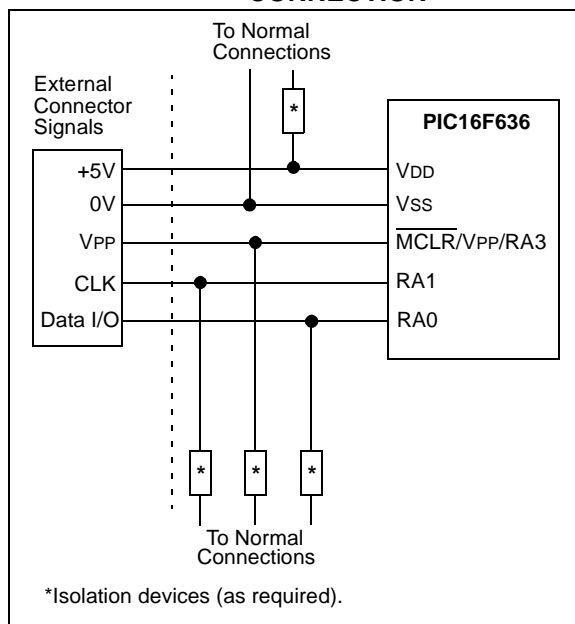 CONNECTION
To Normal
Connections
External
Connector
Signals
*
PIC16F636
+5V
VDD
0V
VSS
VPP
MCLR/VPP/RA3
CLK
RA1
Data I/O
RA0
* * *
To Normal
Connections
*Isolation devices (as required).